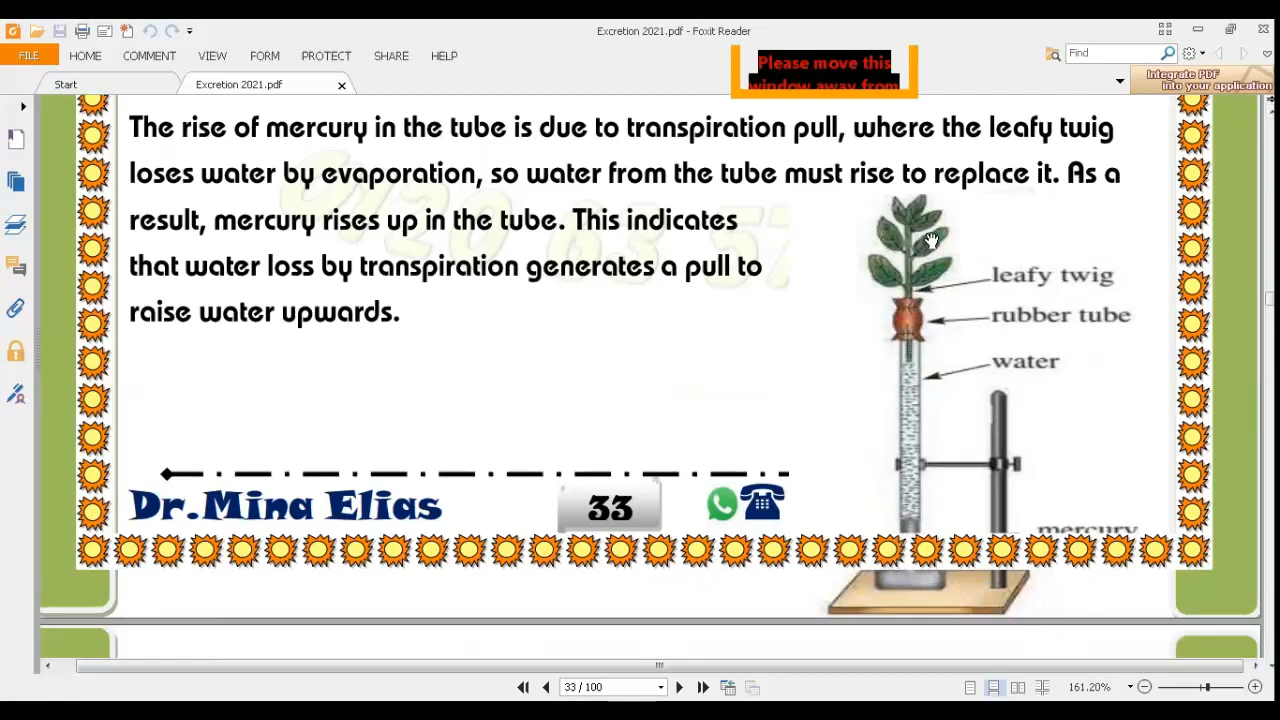 Excretion 2021.pdf - Foxit Reader
FILE HOME COMMENT VIEW FORM PROTECT SHARE HELP
Find
Please move this
window away from
Start
Excretion 2021.pdf
Integrate PDF
into your application
The rise of mercury in the tube is due to transpiration pull, where the leafy twig
loses water by evaporation, so water from the tube must rise to replace it. As a
result, mercury rises up in the tube. This indicates
that water loss by transpiration generates a pull to
raise water upwards.
leafy twig
rubber tube
water
mercury
Dr.Mina Elias
33
33 / 100
161.20%